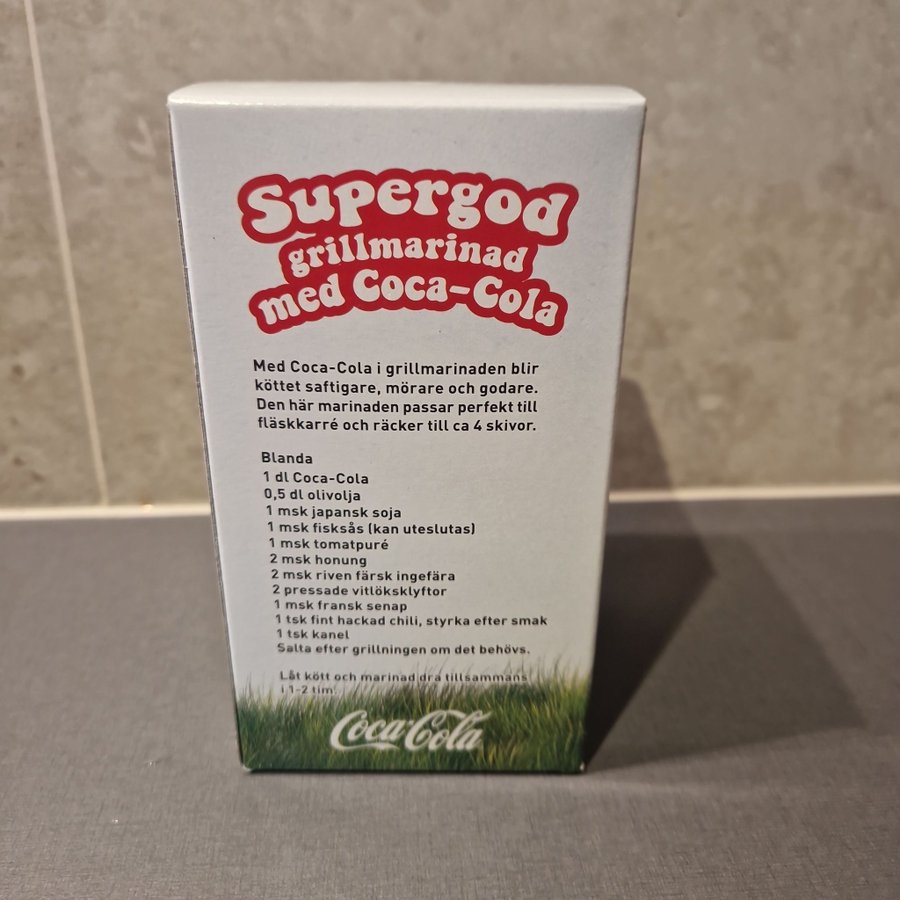 Supergod
grillmarinad
med Coca-Cola
Med Coca-Cola i grillmarinaden blir
köttet saftigare, mörare och godare.
Den här marinaden passar perfekt till
fläskkarré och räcker till ca 4 skivor.
Blanda
1 dl Coca-Cola
0,5 dl olivolja
1 msk japansk soja
1 msk fisksås (kan uteslutas)
1 msk tomatpuré
2 msk honung
2 msk riven färsk ingefära
2 pressade vitlöksklyftor
1 msk fransk senap
1 tsk fint hackad chili, styrka efter smak
1 tsk kanel
Salta efter grillningen om det behövs.
Låt kött och marinad dra tillsammans
i 1-2 tim.
Coca-Cola